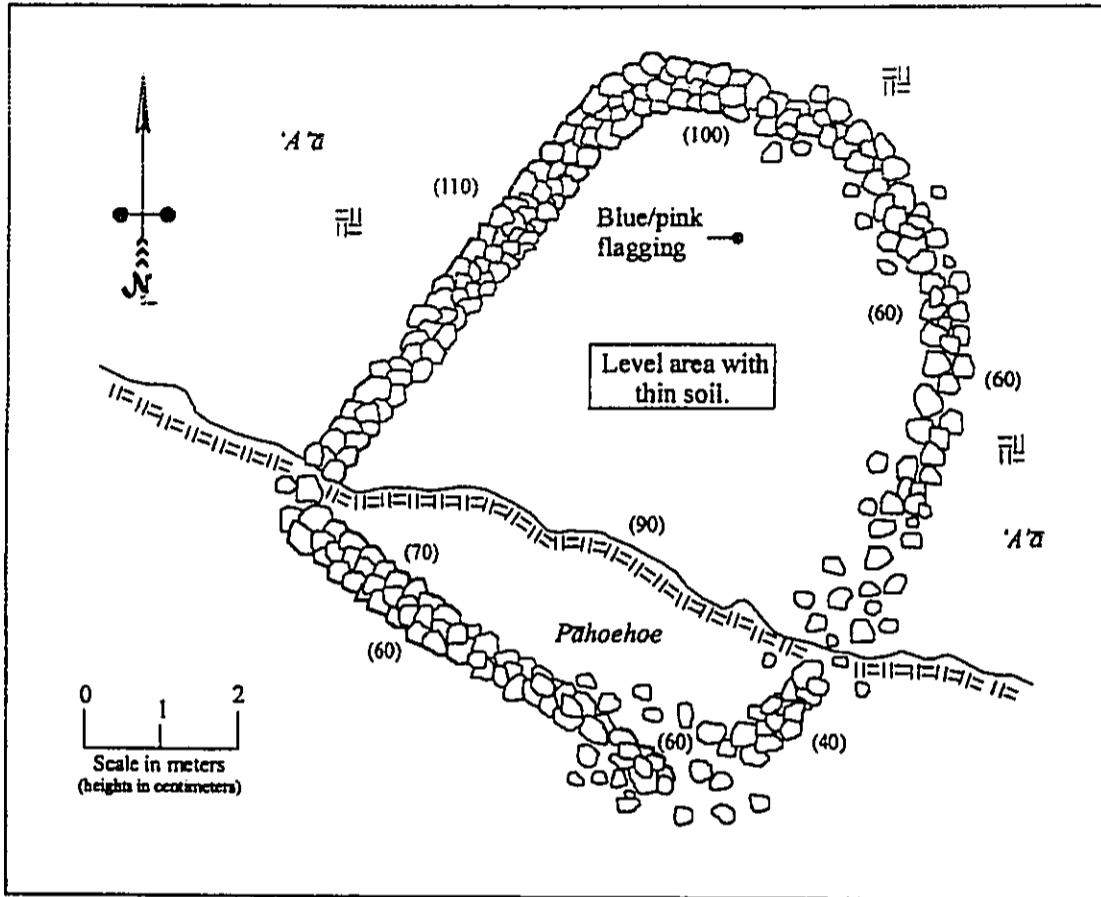 'A'ā
(100)
(110)
Blue/pink
flagging
N
(60)
Level area with
thin soil.
(60)
(90)
'A'ā
(70)
Pāhoehoe
(60)
0 1 2
(60)
(40)
Scale in meters
(heights in centimeters)